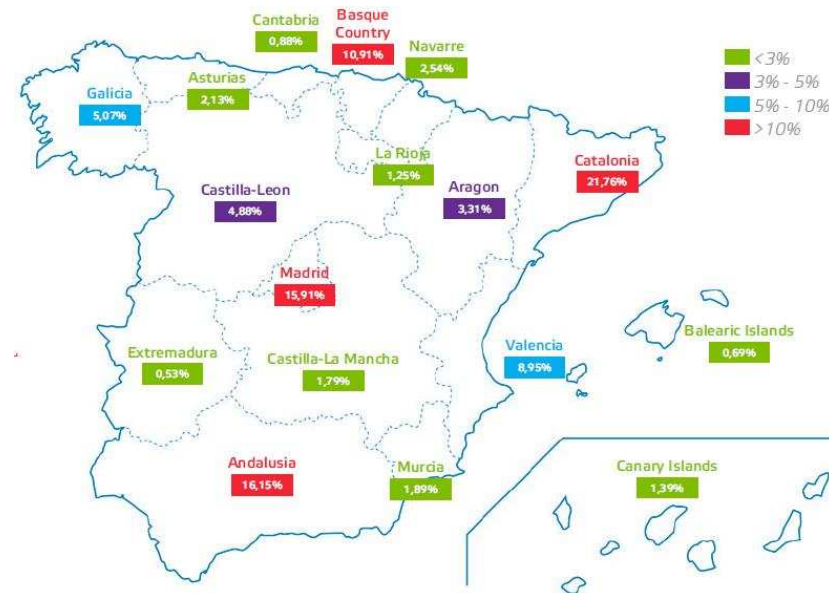 Cantabria
0,88%
Basque
Country
10,91%
Navarre
2,54%
<3%
3% - 5%
5% - 10%
>10%
Galicia
5,07%
Asturias
2,13%
La Rioja
1,25%
Catalonia
21,76%
Castilla-Leon
4,88%
Aragon
3,31%
Madrid
15,91%
Extremadura
0,53%
Castilla-La Mancha
1,79%
Valencia
8,95%
Balearic Islands
0,69%
Andalusia
16,15%
Murcia
1,89%
Canary Islands
1,39%